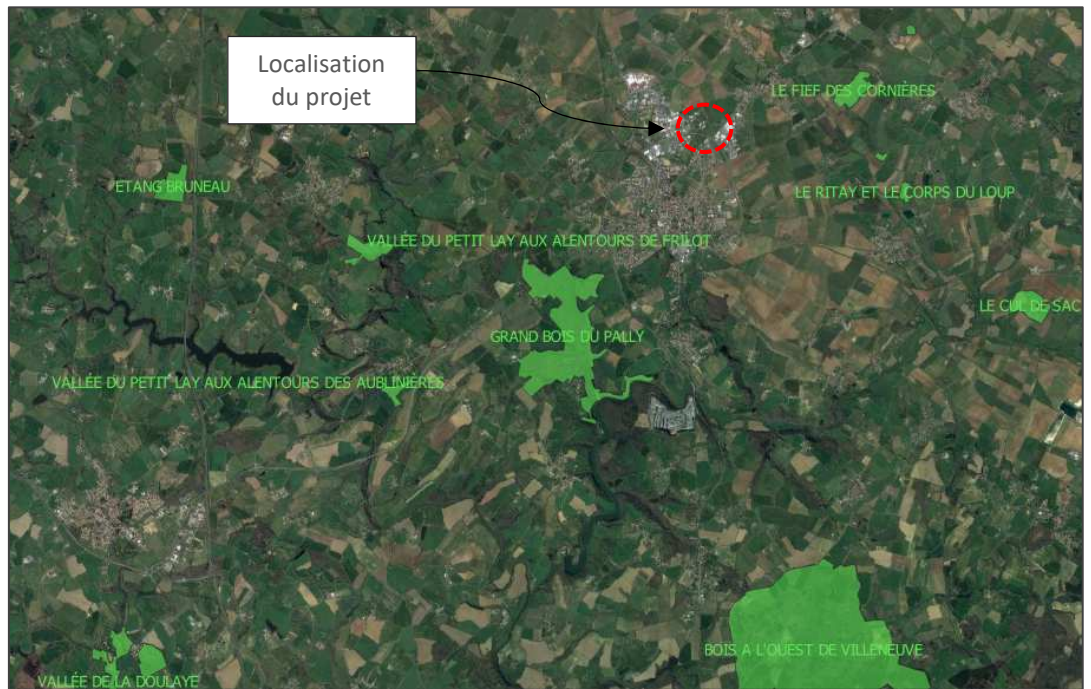 Localisation
du projet
LE FIEF DES CORNIÈRES
ETANG BRUNEAU
LE RITAY ET LE CORPS DU LOUP
VALLÉE DU PETIT LAY AUX ALENTOURS DE FRILOT
LE CUL DE SAC
GRAND BOIS DU PALLY
VALLÉE DU PETIT LAY AUX ALENTOURS DES AUBLINIÈRES
BOIS A L'OUEST DE VILLENEUVE
VALLÉE DE LA DOULAYE